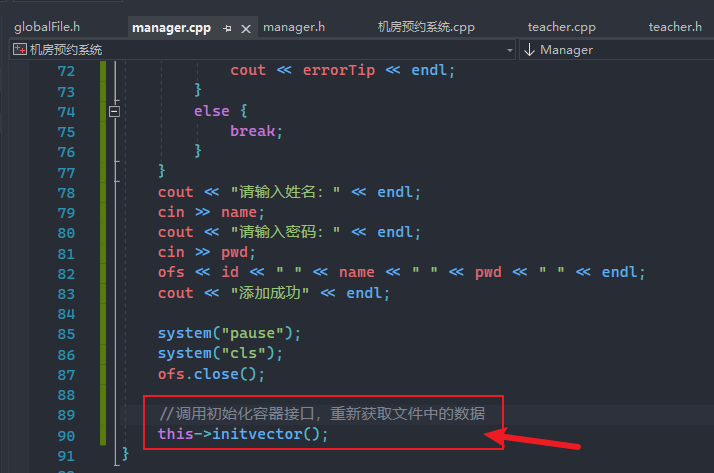 globalFile.h manager.cpp manager.h 机房预约系统.cpp teacher.cpp teacher.h
机房预约系统 Manager
72 cout << errorTip << endl;
73 }
74 else {
75 break;
76 }
77 }
78 cout << "请输入姓名：" << endl;
79 cin >> name;
80 cout << "请输入密码：" << endl;
81 cin >> pwd;
82 ofs << id << " " << name << " " << pwd << " " << endl;
83 cout << "添加成功" << endl;
84
85 system("pause");
86 system("cls");
87 ofs.close();
88
89 //调用初始化容器接口，重新获取文件中的数据
90 this->initvector();
91 }